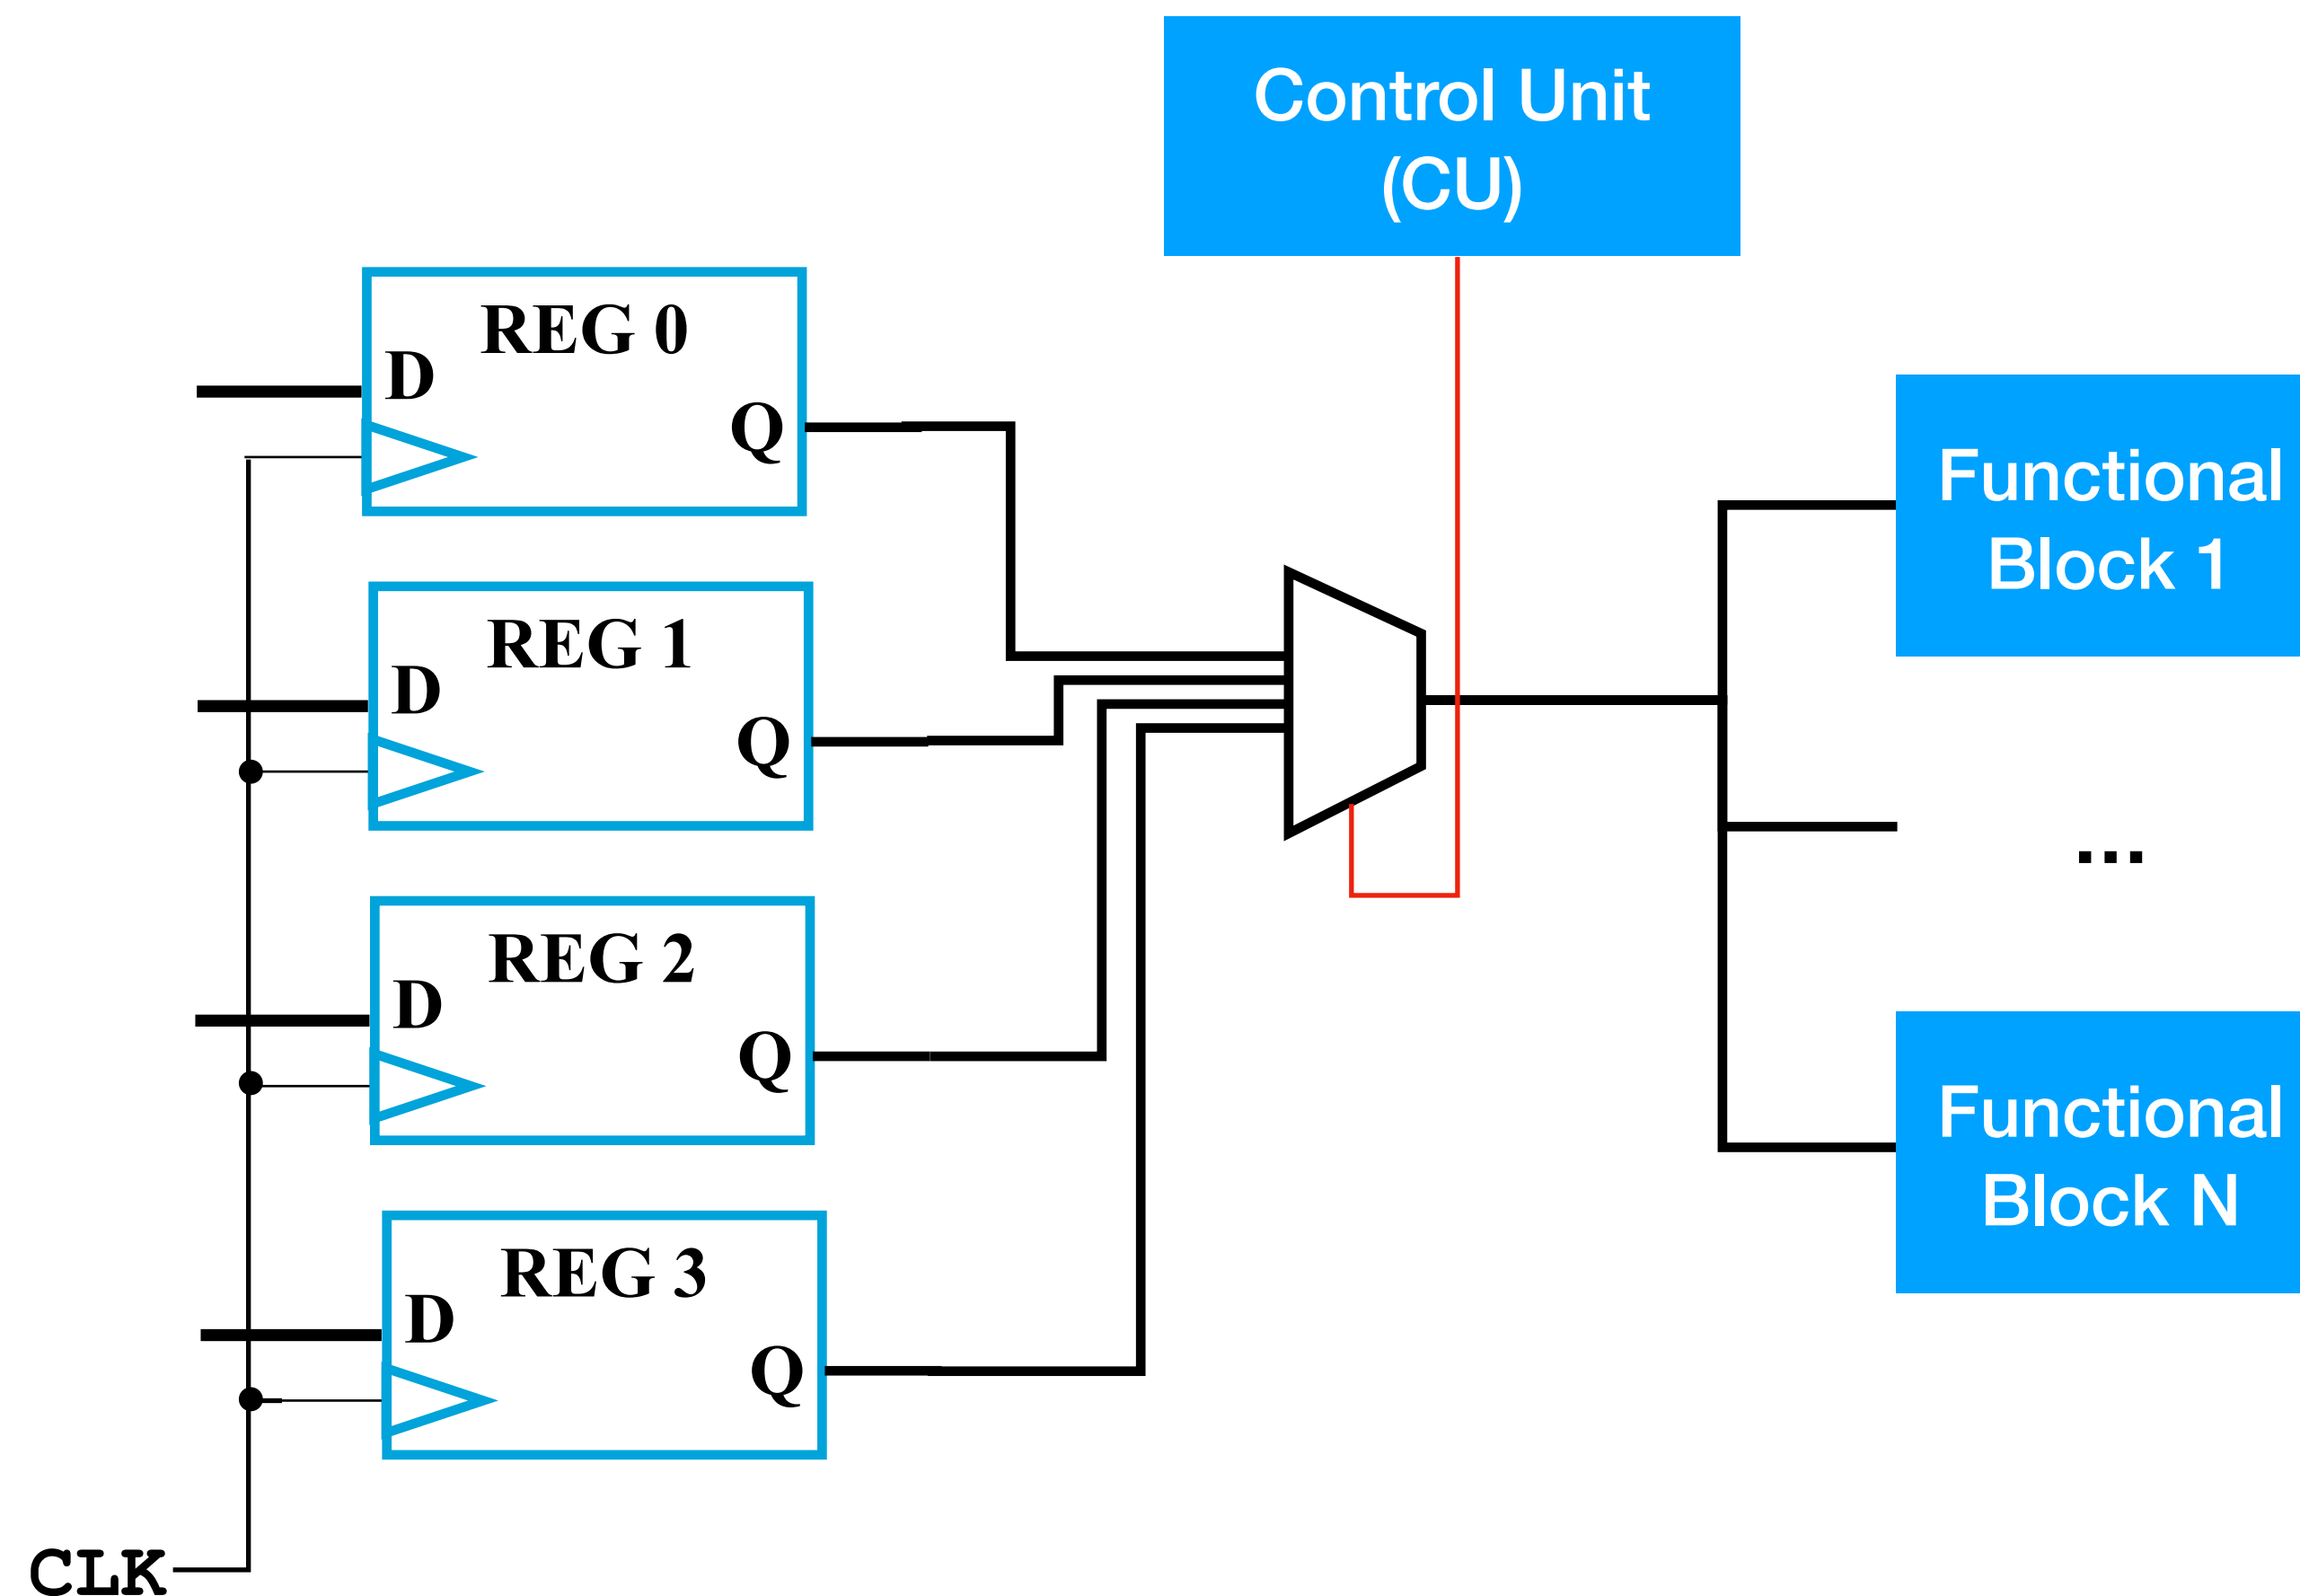 Control Unit
(CU)
REG 0
D
Q
Functional
Block 1
REG 1
D
Q
...
REG 2
D
Q
Functional
Block N
REG 3
D
Q
CLK